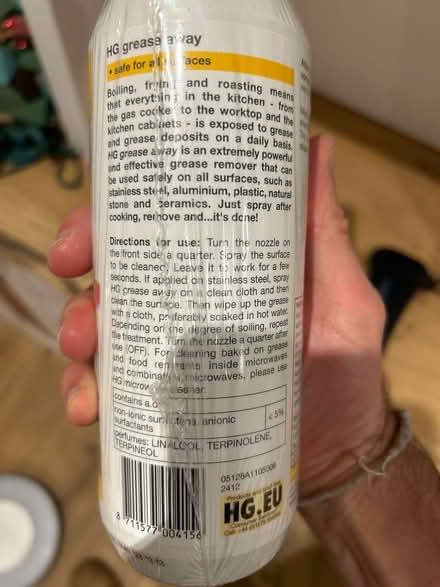 HG grease away
• safe for all surfaces
Boiling, frying and roasting means
that everything in the kitchen - from
the gas cooker to the worktop and the
kitchen cabinets - is exposed to grease
and grease deposits on a daily basis.
HG grease away is an extremely powerful
and effective grease remover that can
be used safely on all surfaces, such as
stainless steel, aluminium, plastic, natural
stone and ceramics. Just spray after
cooking, remove and...it's done!
Directions for use: Turn the nozzle on
the front side a quarter. Spray the surface
to be cleaned. Leave it to work for a few
seconds. If applied on stainless steel, spray
HG grease away on a clean cloth and then
clean the surface. Then wipe up the grease
with a cloth, preferably soaked in hot water.
Depending on the degree of soiling, repeat
the treatment. Turn the nozzle a quarter after
use (OFF). For cleaning baked on grease
and food remnants inside microwaves
and combination microwaves, please use
HG microwave cleaner.
contains a.o.
non-ionic surfactants, anionic
surfactants
< 5%
perfumes: LINALOOL, TERPINOLENE,
TERPINEOL
05128A1105006
2412
Products and
HG.EU
8 711577 004156